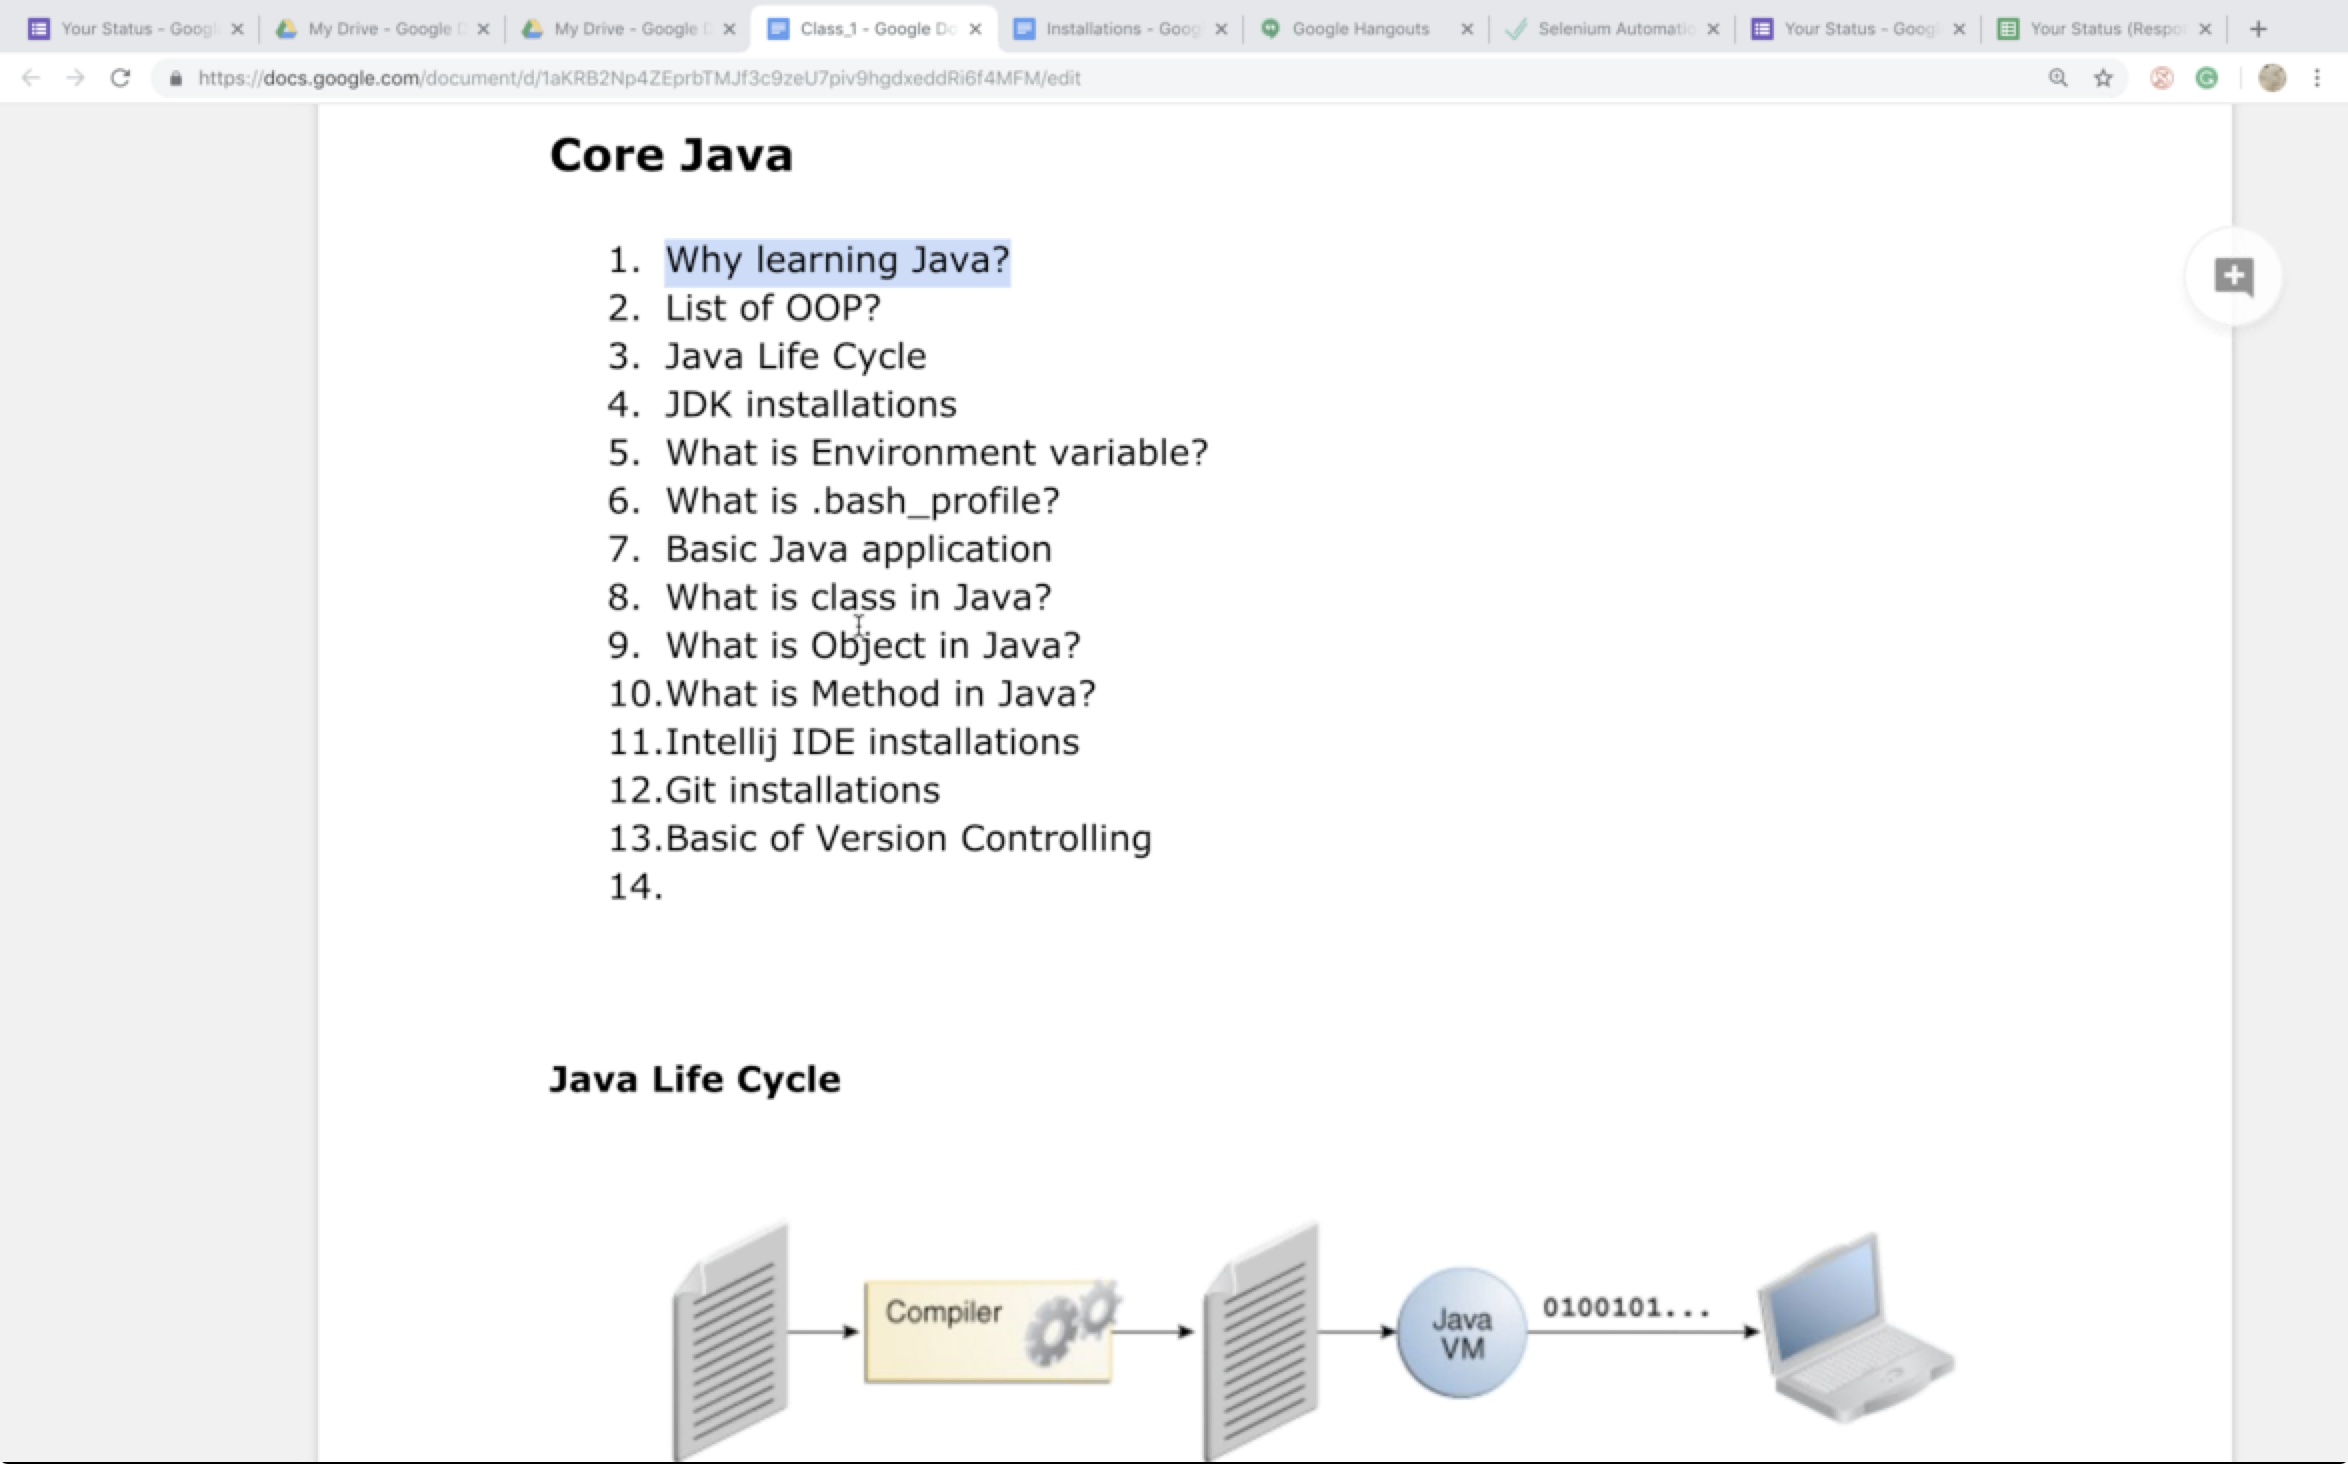 Your Status - Googl
My Drive - Google D
My Drive - Google D
Class_1 - Google Do
Installations - Goog
Google Hangouts
Selenium Automatio
Your Status - Googl
Your Status (Respo
https://docs.google.com/document/d/1aKRB2Np4ZEprbTMJf3c9zeU7piv9hgdxeddRi6f4MFM/edit
Core Java
1. Why learning Java?
2. List of OOP?
3. Java Life Cycle
4. JDK installations
5. What is Environment variable?
6. What is .bash_profile?
7. Basic Java application
8. What is class in Java?
9. What is Object in Java?
10.What is Method in Java?
11.Intellij IDE installations
12.Git installations
13.Basic of Version Controlling
14.
Java Life Cycle
Compiler
Java
VM
0100101...